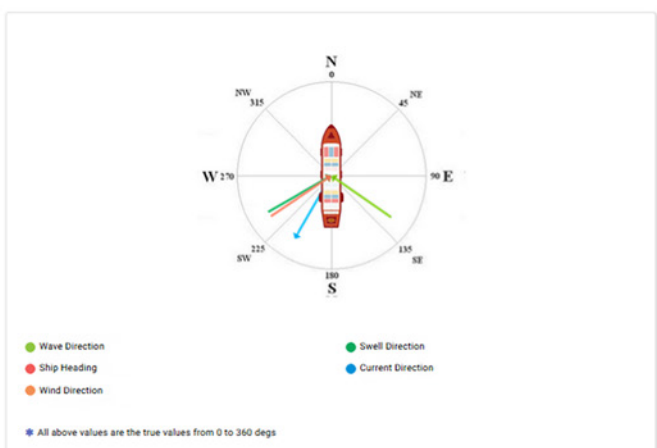 N
0
NW
315
45
NE
W 270
90 E
225
SW
135
SE
180
S
Wave Direction
Swell Direction
Ship Heading
Current Direction
Wind Direction
* All above values are the true values from 0 to 360 degs